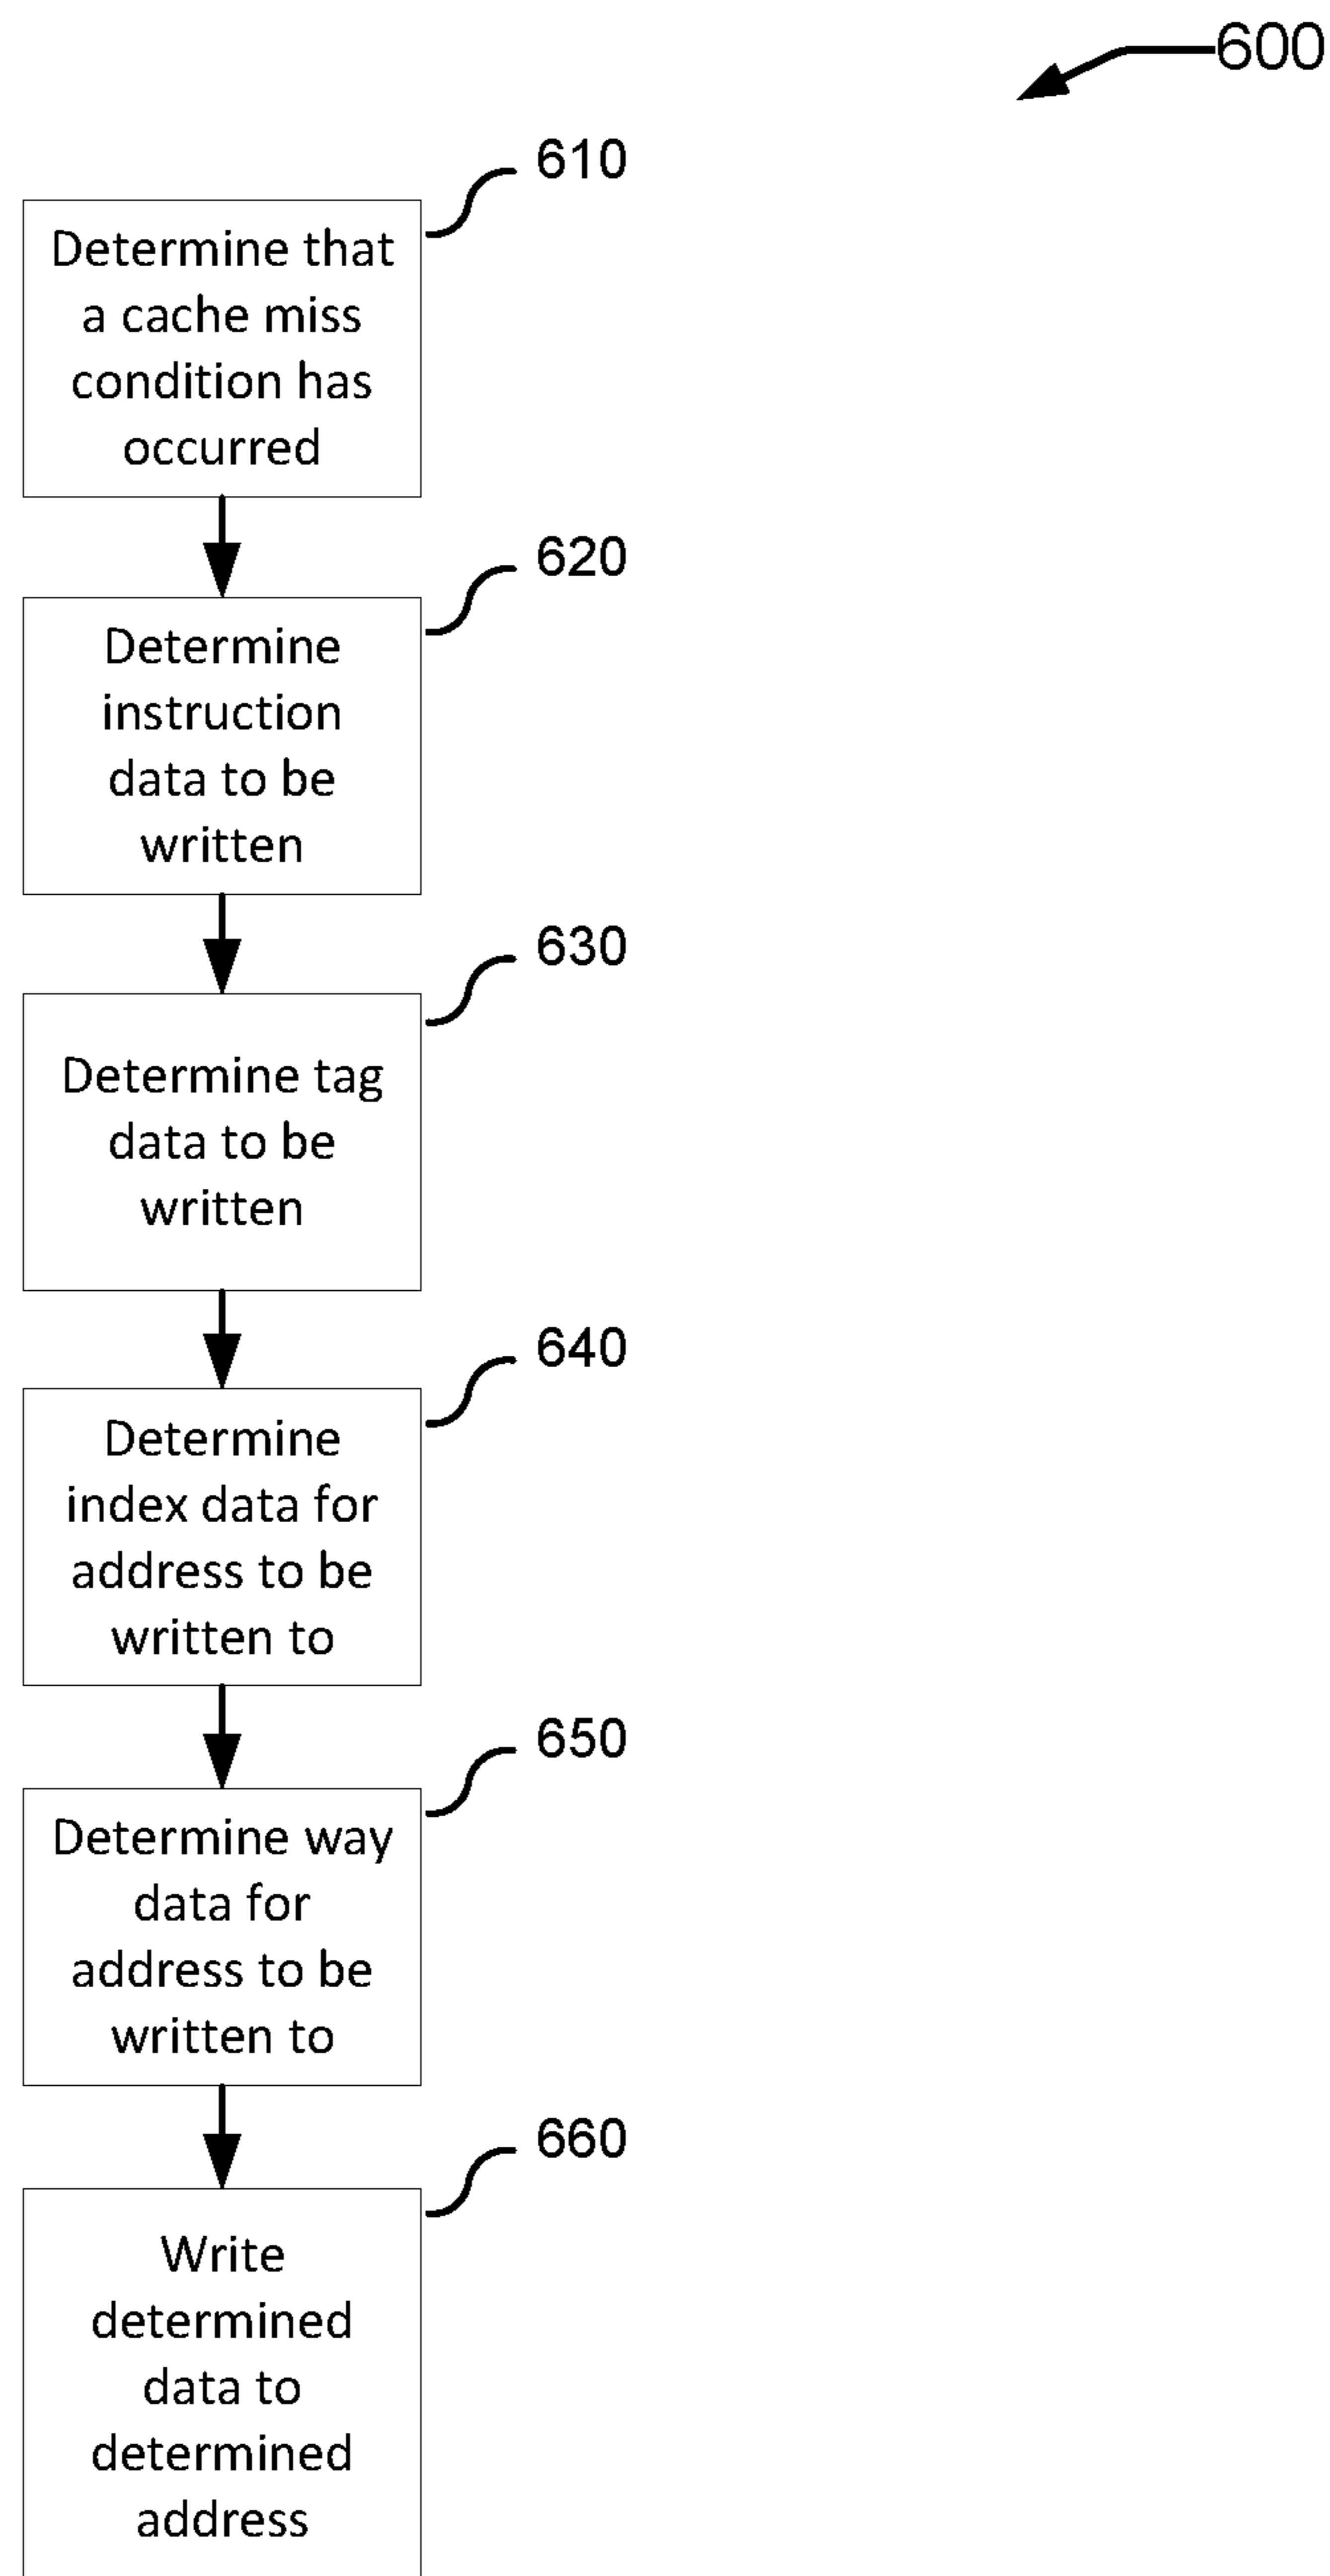 600
610
Determine that
a cache miss
condition has
occurred
620
Determine
instruction
data to be
written
630
Determine tag
data to be
written
640
Determine
index data for
address to be
written to
650
Determine way
data for
address to be
written to
660
Write
determined
data to
determined
address